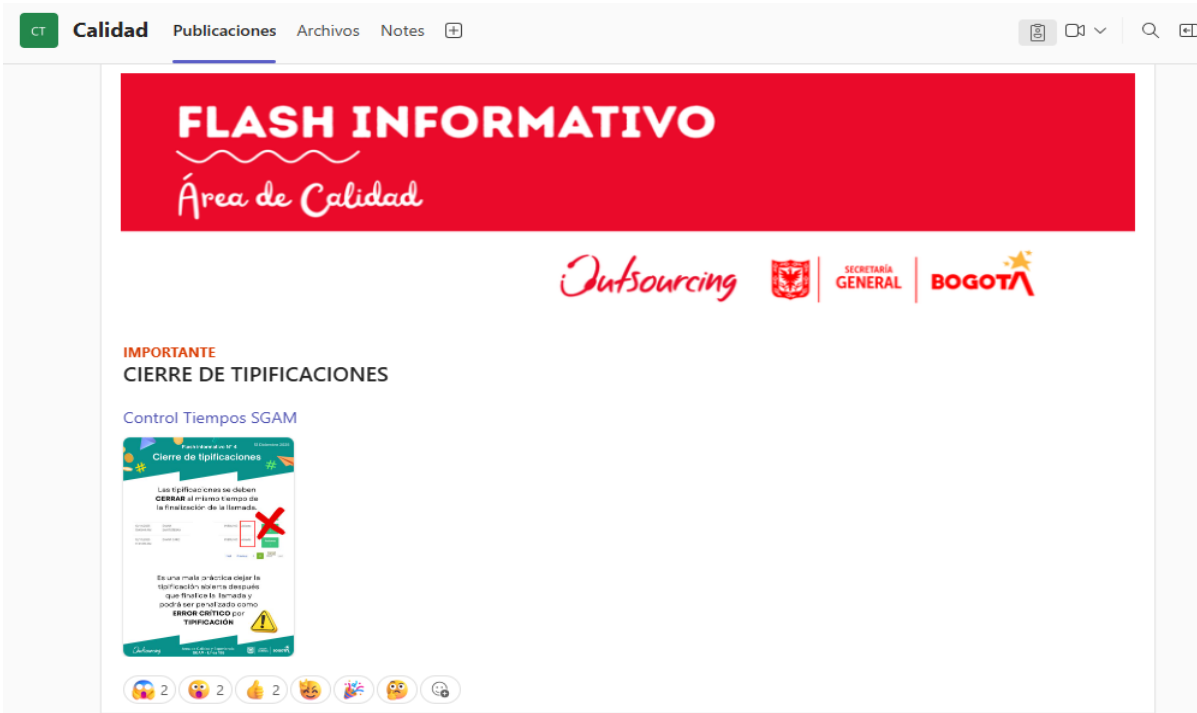 CT Calidad Publicaciones Archivos Notes
FLASH INFORMATIVO
Área de Calidad
Outsourcing SECRETARÍA GENERAL BOGOTÁ
IMPORTANTE
CIERRE DE TIPIFICACIONES
Control Tiempos SGAM
Cierre de tipificaciones
Las tipificaciones se deben
CERRAR al mismo tiempo de
la finalización de la llamada.
Es una mala práctica dejar la
tipificación abierta después
que finalice la llamada y
podrá ser penalizado como
ERROR CRÍTICO por
TIPIFICACIÓN
Outsourcing
2 2 2